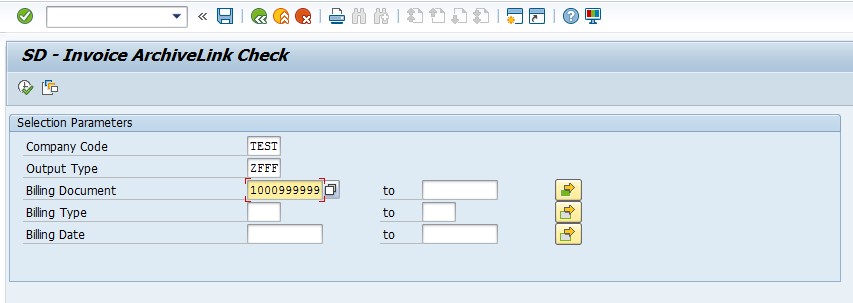 SD - Invoice ArchiveLink Check
Selection Parameters
Company Code TEST
Output Type ZFFF
Billing Document 1000999999 to
Billing Type to
Billing Date to